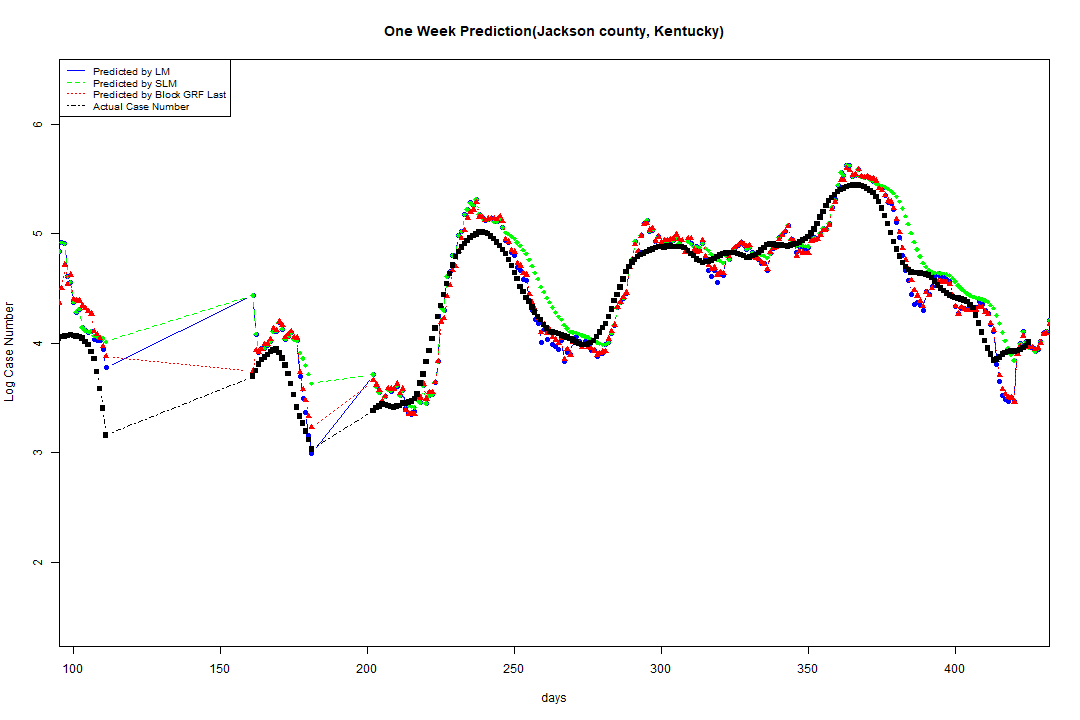 One Week Prediction(Jackson county, Kentucky)
Predicted by LM
Predicted by SLM
Predicted by Block GRF Last
Actual Case Number
Log Case Number
6
5
4
3
2
100 150 200 250 300 350 400
days